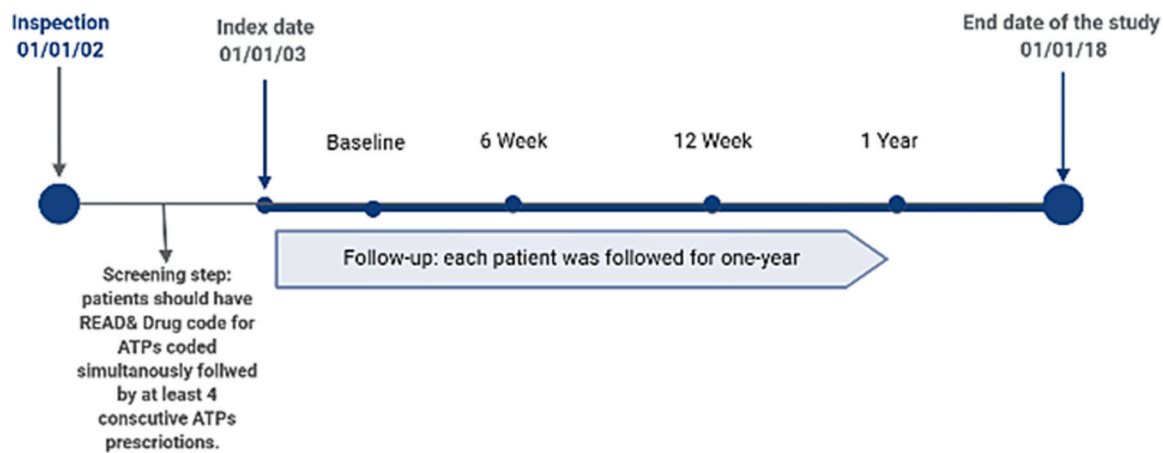 Inspection
01/01/02
Index date
01/01/03
End date of the study
01/01/18
Baseline
6 Week
12 Week
1 Year
Follow-up: each patient was followed for one-year
Screening step:
patients should have
READ& Drug code for
ATPs coded
simultanously follwed
by at least 4
conscutive ATPs
prescriotions.